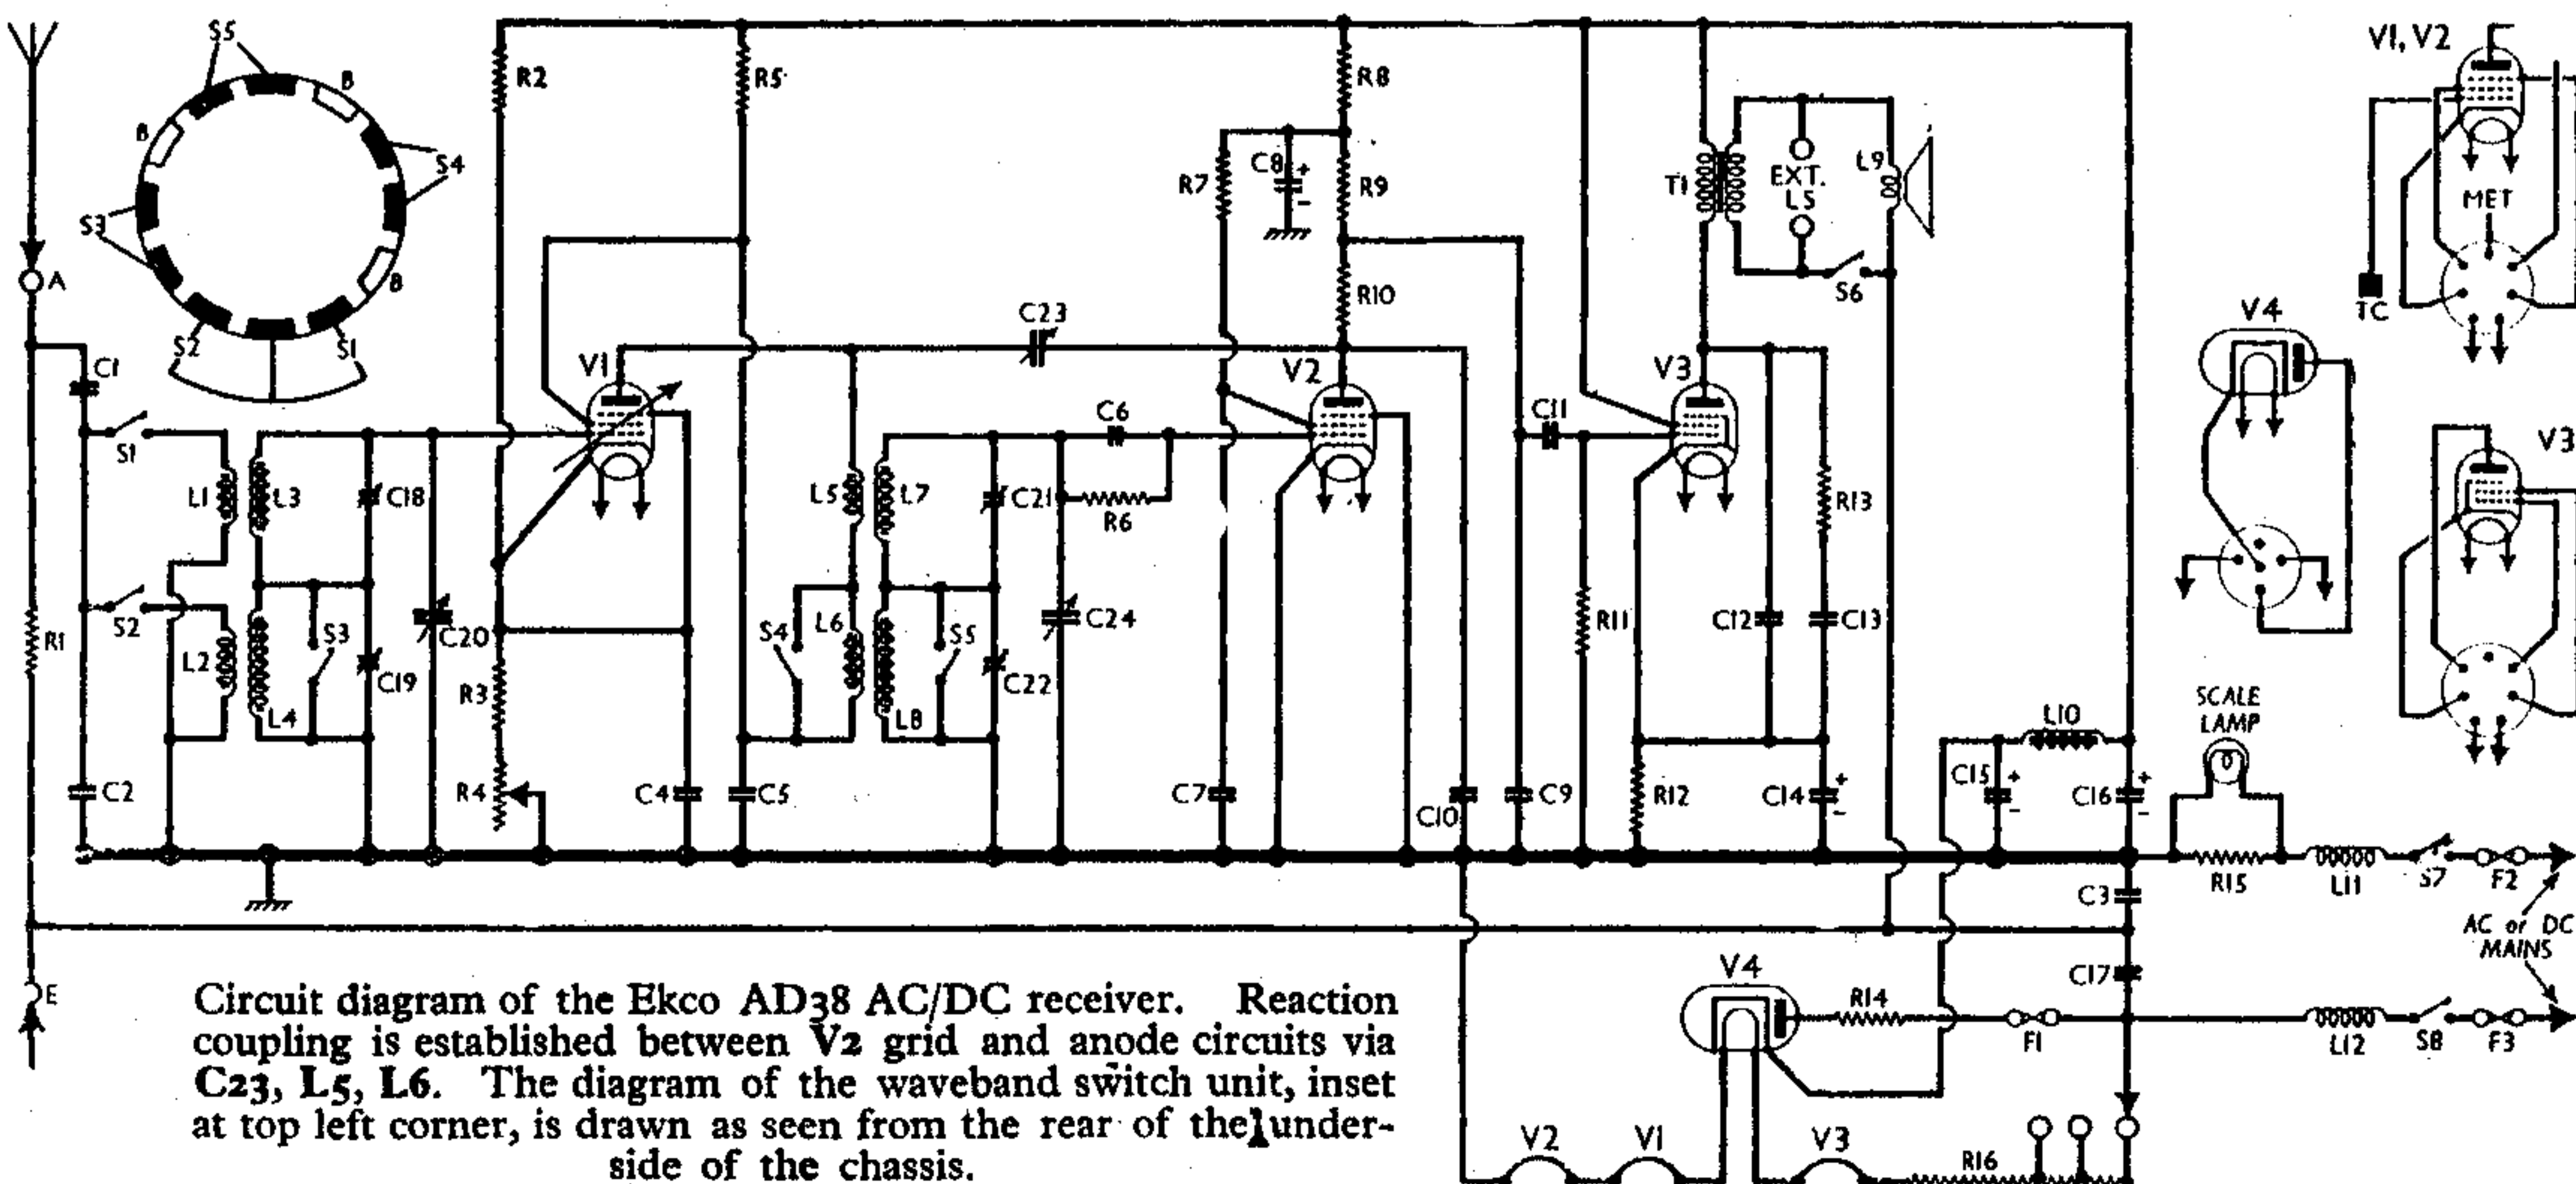 S5
B
B
S4
S3
B
S2
S1
A
C1
S1
L1
L3
C18
S2
R1
L2
S3
L4
C19
C20
C2
E
R2
R5
V1
R3
R4
C4
C5
C23
L5
L7
C21
C6
R6
S4
L6
S5
L8
C22
C24
R7
C8
+
-
R8
R9
R10
V2
C7
C10
C9
C11
R11
V3
T1
EXT.
LS
L9
S6
R13
C12
C13
R12
C14
+
-
L10
C15
+
-
C16
+
-
SCALE
LAMP
R15
L11
S7
F2
C3
AC or DC
MAINS
C17
V4
R14
F1
L12
S8
F3
V2
V1
V3
R16
V1, V2
MET
TC
V4
V3
Circuit diagram of the Ekco AD38 AC/DC receiver. Reaction
coupling is established between V2 grid and anode circuits via
C23, L5, L6. The diagram of the waveband switch unit, inset
at top left corner, is drawn as seen from the rear of the under-
side of the chassis.